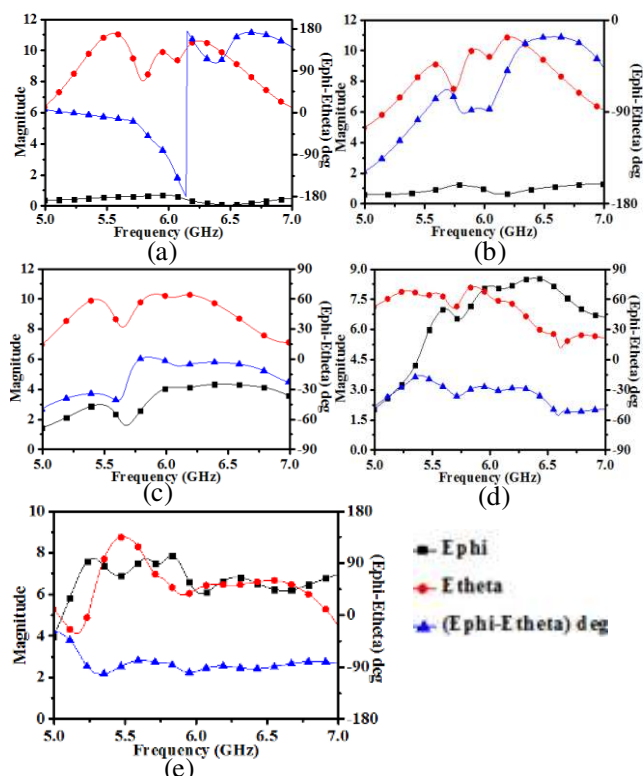 12
10
8
6
4
2
0
Magnitude
180
90
0
-90
-180
(Ephi-Etheta) deg
5.0 5.5 6.0 6.5 7.0
Frequency (GHz)
(a)
12
10
8
6
4
2
0
Magnitude
0
-90
-180
(Ephi-Etheta) deg
5.0 5.5 6.0 6.5 7.0
Frequency (GHz)
(b)
12
10
8
6
4
2
0
Magnitude
90
60
30
0
-30
-60
-90
(Ephi-Etheta) deg
5.0 5.5 6.0 6.5 7.0
Frequency (GHz)
(c)
9.0
7.5
6.0
4.5
3.0
1.5
0.0
Magnitude
90
60
30
0
-30
-60
-90
(Ephi-Etheta) deg
5.0 5.5 6.0 6.5 7.0
Frequency (GHz)
(d)
10
8
6
4
2
0
Magnitude
180
90
0
-90
-180
(Ephi-Etheta) deg
5.0 5.5 6.0 6.5 7.0
Frequency (GHz)
(e)
Ephi
Etheta
(Ephi-Etheta) deg